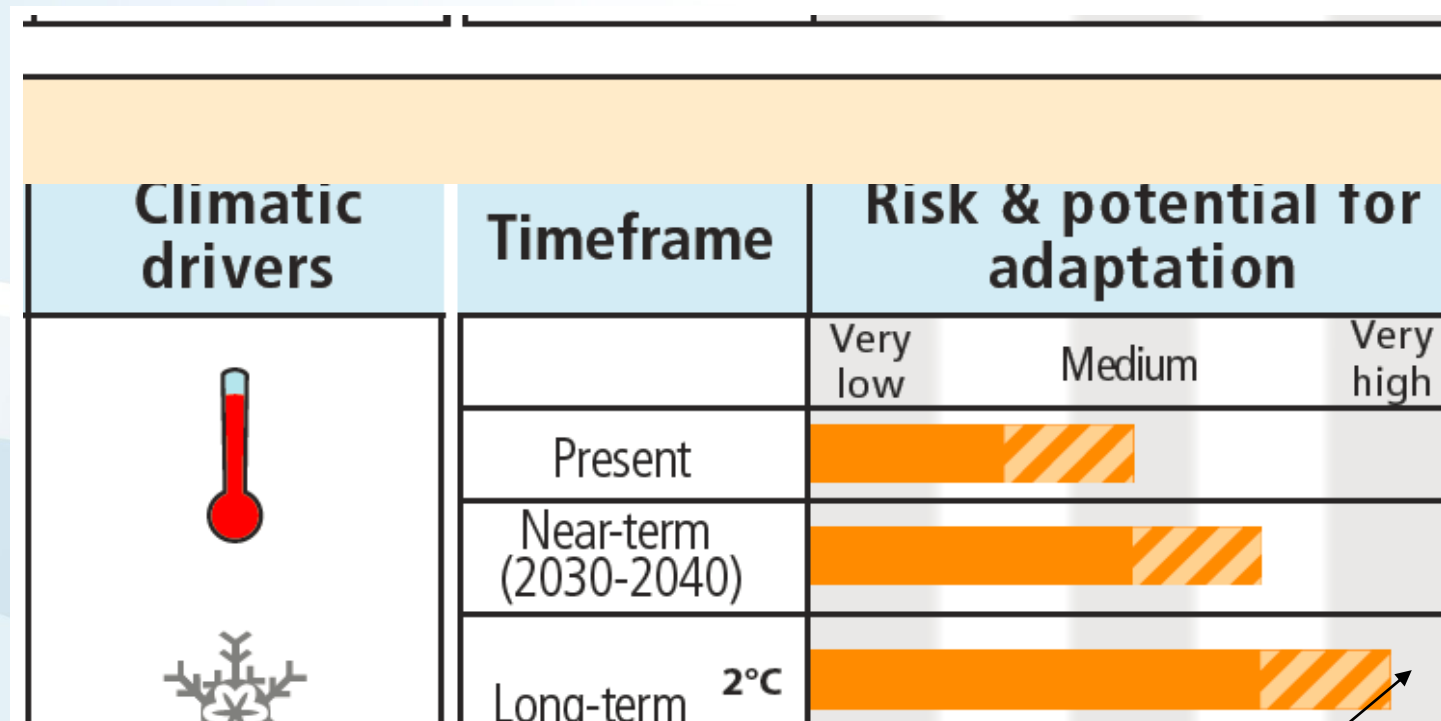 Climatic
drivers
Timeframe
Risk & potential for
adaptation
Very
low
Medium
Very
high
Present
Near-term
(2030-2040)
Long-term
2°C